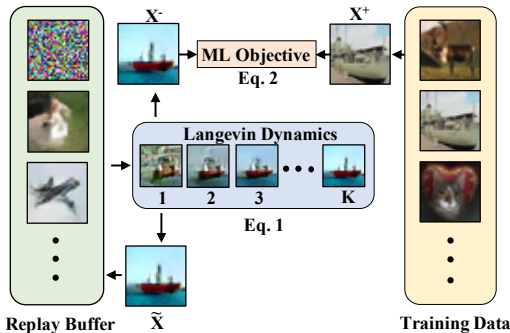 X-
X+
ML Objective
Eq. 2
Langevin Dynamics
1 2 3 K
Eq. 1
X̃
Replay Buffer
Training Data